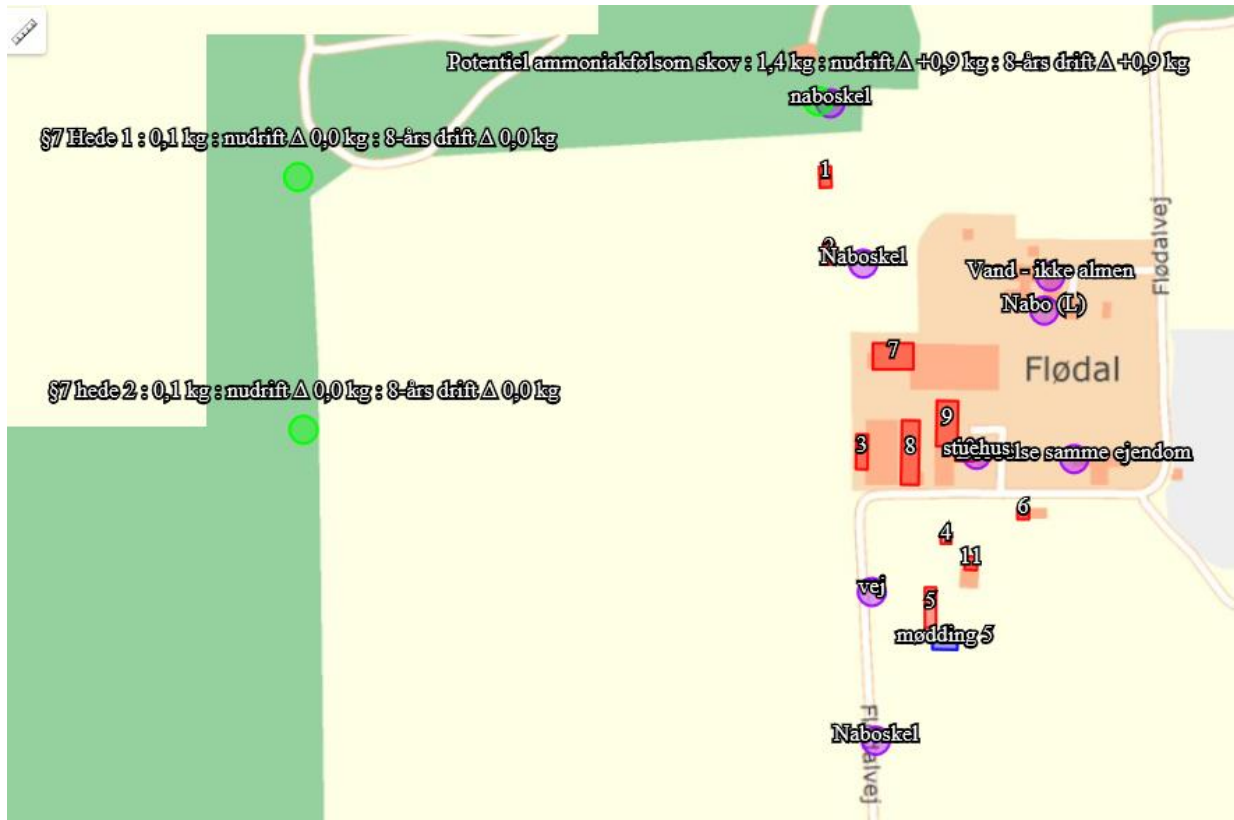 Potentiel ammoniakfølsom skov : 1,4 kg : nudrift Δ +0,9 kg : 8-års drift Δ +0,9 kg
naboskel
§7 Hede 1 : 0,1 kg : nudrift Δ 0,0 kg : 8-års drift Δ 0,0 kg
1
Flødalvej
2
Naboskel
Vand - ikke almen
Nabo (L)
7
Flødal
§7 hede 2 : 0,1 kg : nudrift Δ 0,0 kg : 8-års drift Δ 0,0 kg
9
3
8
stuehus
samme ejendom
6
4
11
vej
5
mødding 5
Naboskel